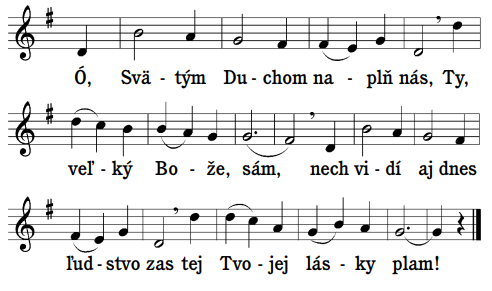 Ó, Svä - tým Du - chom na - plň nás, Ty,
veľ - ký Bo - že, sám, nech vi - dí aj dnes
ľud - stvo zas tej Tvo - jej lás - ky plam!